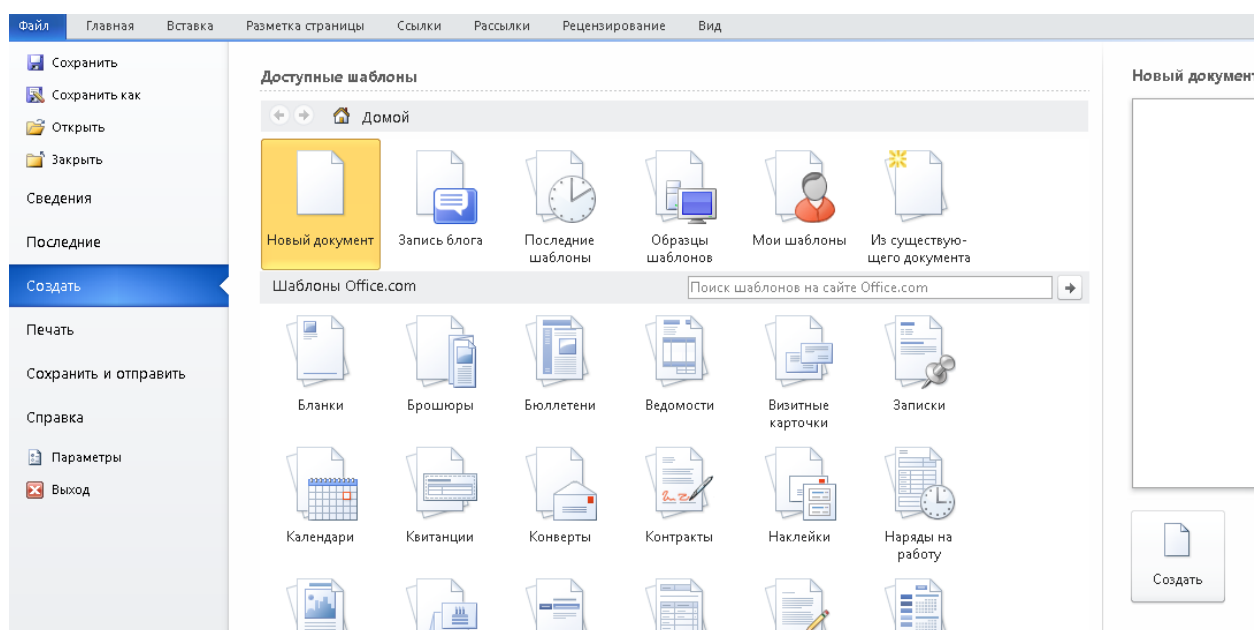 Файл Главная Вставка Разметка страницы Ссылки Рассылки Рецензирование Вид
Сохранить
Сохранить как
Открыть
Закрыть
Сведения
Последние
Создать
Печать
Сохранить и отправить
Справка
Параметры
Выход
Доступные шаблоны
Домой
Новый документ
Запись блога
Последние
шаблоны
Образцы
шаблонов
Мои шаблоны
Из существую-
щего документа
Шаблоны Office.com
Поиск шаблонов на сайте Office.com
Бланки
Брошюры
Бюллетени
Ведомости
Визитные
карточки
Записки
Календари
Квитанции
Конверты
Контракты
Наклейки
Наряды на
работу
Новый документ
Создать